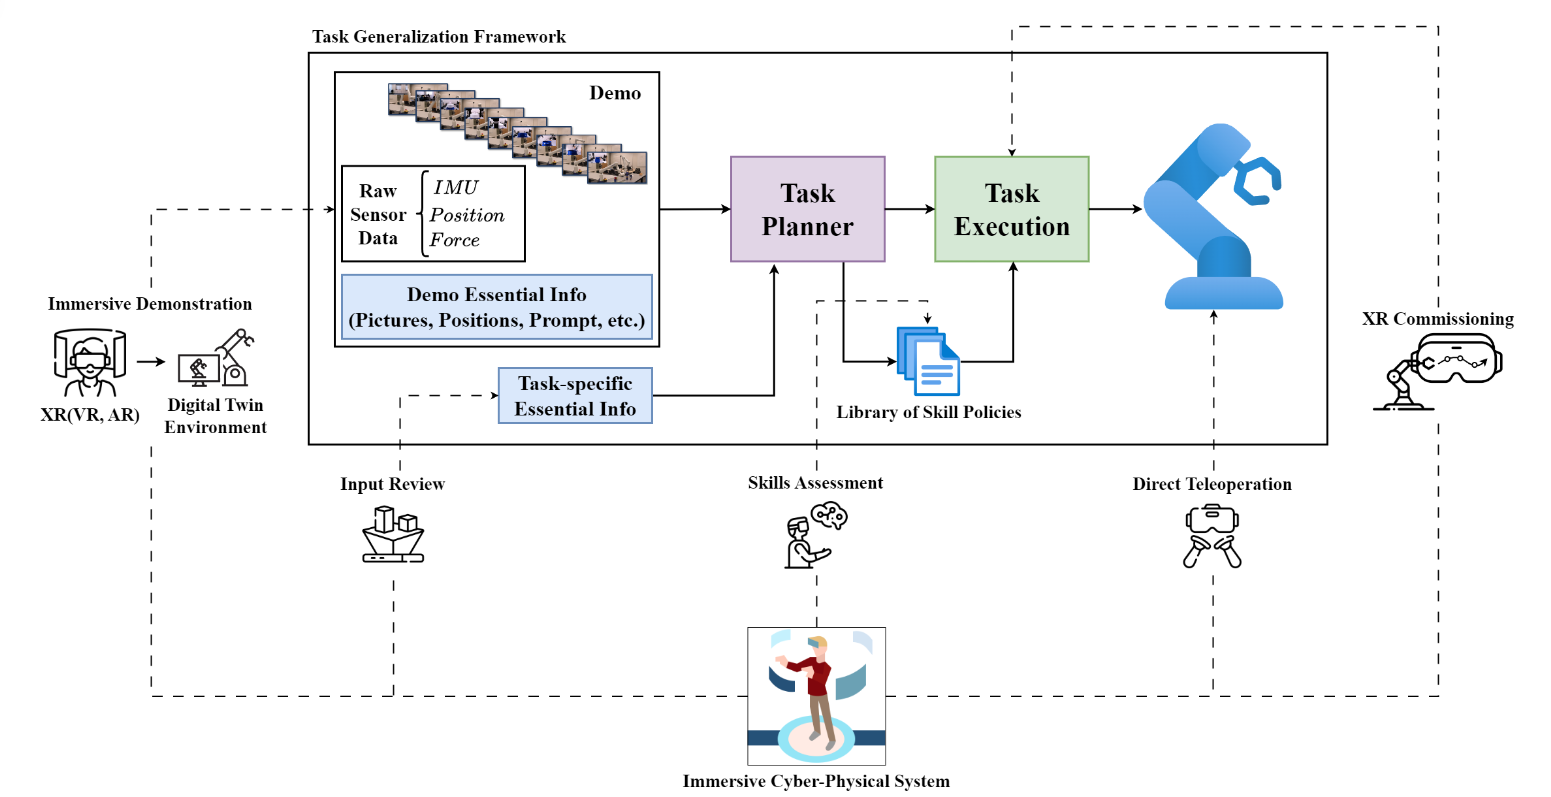 Task Generalization Framework
Demo
Raw
Sensor
Data
IMU
Position
Force
Demo Essential Info
(Pictures, Positions, Prompt, etc.)
Task-specific
Essential Info
Task
Planner
Task
Execution
Library of Skill Policies
Immersive Demonstration
XR(VR, AR)
Digital Twin
Environment
XR Commissioning
Input Review
Skills Assessment
Direct Teleoperation
Immersive Cyber-Physical System